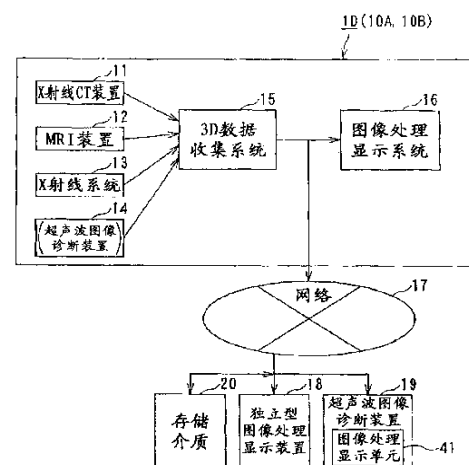 1D(10A, 10B)
11
X射线CT装置
12
MRI装置
13
X射线系统
14
(超声波图像
诊断装置)
15
3D数据
收集系统
16
图像处理
显示系统
网络
17
20
存储
介质
18
独立型
图像处理
显示装置
19
超声波图像
诊断装置
图像处理
显示单元
41